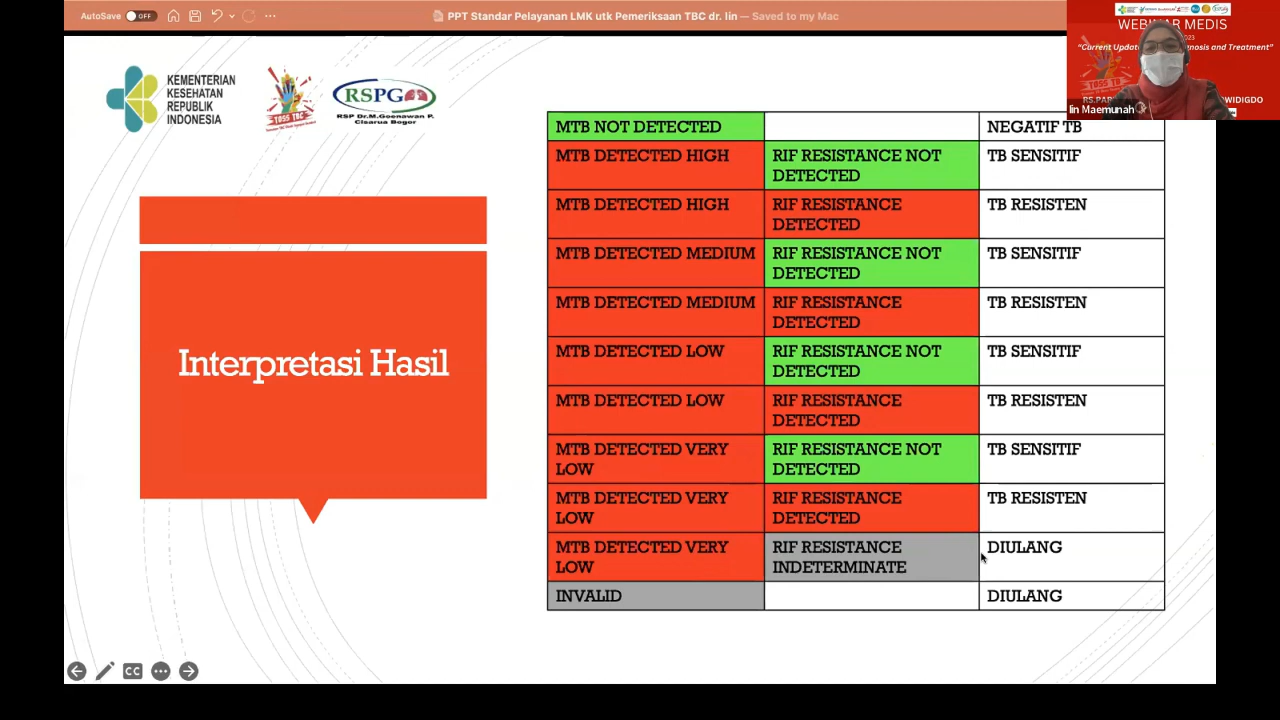 AutoSave OFF
PPT Standar Pelayanan LMK utk Pemeriksaan TBC dr. Iin — Saved to my Mac
WEBINAR MEDIS
Iin Maemunah
KEMENTERIAN
KESEHATAN
REPUBLIK
INDONESIA
TOSS TBC
RSPG
RSP Dr.M.Goenawan P.
Cisarua Bogor
Interpretasi Hasil
MTB NOT DETECTED NEGATIF TB
MTB DETECTED HIGH RIF RESISTANCE NOT TB SENSITIF
DETECTED
MTB DETECTED HIGH RIF RESISTANCE TB RESISTEN
DETECTED
MTB DETECTED MEDIUM RIF RESISTANCE NOT TB SENSITIF
DETECTED
MTB DETECTED MEDIUM RIF RESISTANCE TB RESISTEN
DETECTED
MTB DETECTED LOW RIF RESISTANCE NOT TB SENSITIF
DETECTED
MTB DETECTED LOW RIF RESISTANCE TB RESISTEN
DETECTED
MTB DETECTED VERY RIF RESISTANCE NOT TB SENSITIF
LOW DETECTED
MTB DETECTED VERY RIF RESISTANCE TB RESISTEN
LOW DETECTED
MTB DETECTED VERY RIF RESISTANCE DIULANG
LOW INDETERMINATE
INVALID DIULANG
CC